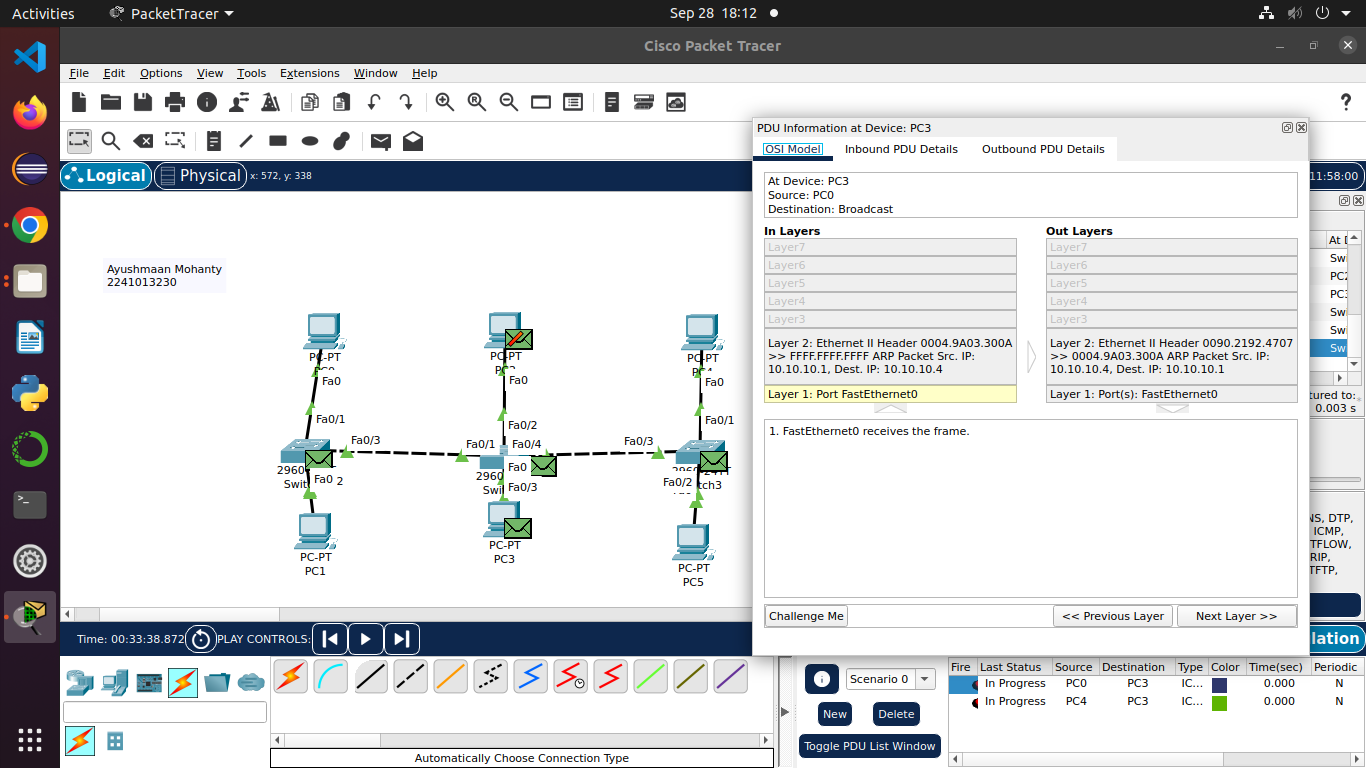 Activities
PacketTracer
Sep 28 18:12
Cisco Packet Tracer
File Edit Options View Tools Extensions Window Help
PDU Information at Device: PC3
OSI Model Inbound PDU Details Outbound PDU Details
Logical Physical x: 572, y: 338
11:58:00
At Device: PC3
Source: PC0
Destination: Broadcast
In Layers
Layer7
Layer6
Layer5
Layer4
Layer3
Layer 2: Ethernet II Header 0004.9A03.300A
>> FFFF.FFFF.FFFF ARP Packet Src. IP:
10.10.10.1, Dest. IP: 10.10.10.4
Layer 1: Port FastEthernet0
Out Layers
Layer7
Layer6
Layer5
Layer4
Layer3
Layer 2: Ethernet II Header 0090.2192.4707
>> 0004.9A03.300A ARP Packet Src. IP:
10.10.10.4, Dest. IP: 10.10.10.1
Layer 1: Port(s): FastEthernet0
1. FastEthernet0 receives the frame.
Challenge Me
<< Previous Layer
Next Layer >>
Ayushmaan Mohanty
2241013230
PC-PT
Fa0
Fa0/1
Fa0/3
2960
Swit
Fa0
2
PC-PT
PC1
PC-PT
Fa0
Fa0/2
Fa0/1
Fa0/4
2960
Fa0
Swi
Fa0/3
PC-PT
PC3
PC-PT
Fa0
Fa0/1
Fa0/3
Fa0/2
tch3
PC-PT
PC5
At D
Swi
PC2
PC3
Swi
Swi
Swi
tured to:
0.003 s
NS, DTP,
ICMP,
TFLOW,
RIP,
TFTP,
lation
Time: 00:33:38.872
PLAY CONTROLS:
Automatically Choose Connection Type
Scenario 0
New
Delete
Toggle PDU List Window
Fire Last Status Source Destination Type Color Time(sec) Periodic
In Progress PC0 PC3 IC... 0.000 N
In Progress PC4 PC3 IC... 0.000 N